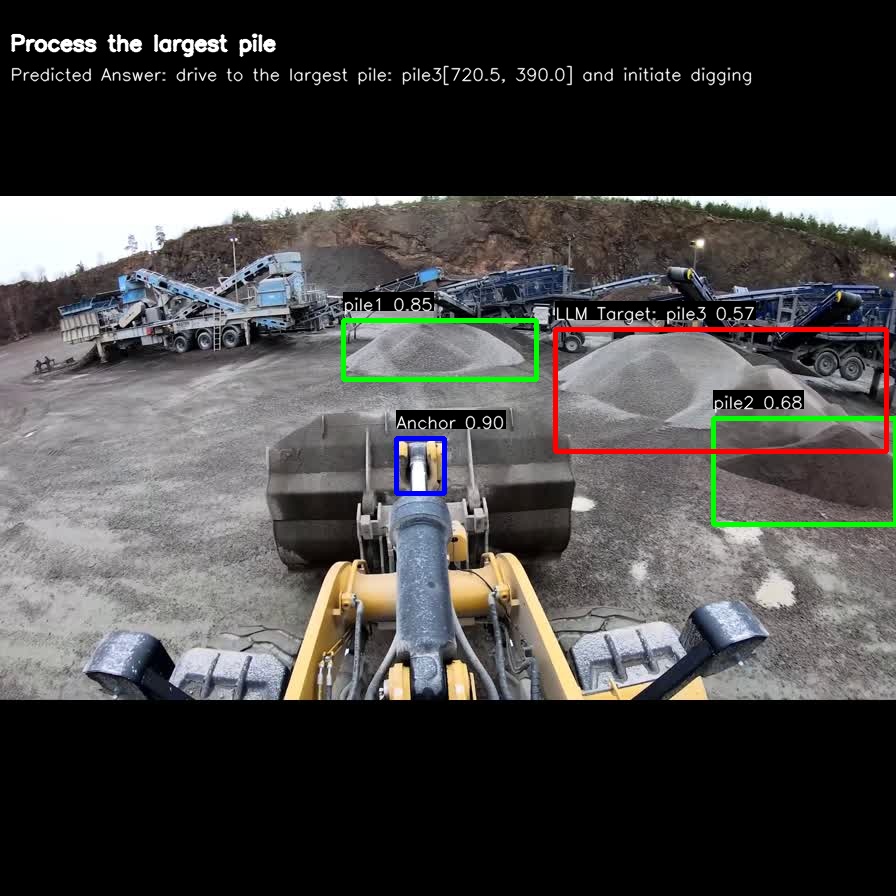 Process the largest pile
Predicted Answer: drive to the largest pile: pile3[720.5, 390.0] and initiate digging
pile1 0.85
LLM Target: pile3 0.57
pile2 0.68
Anchor 0.90